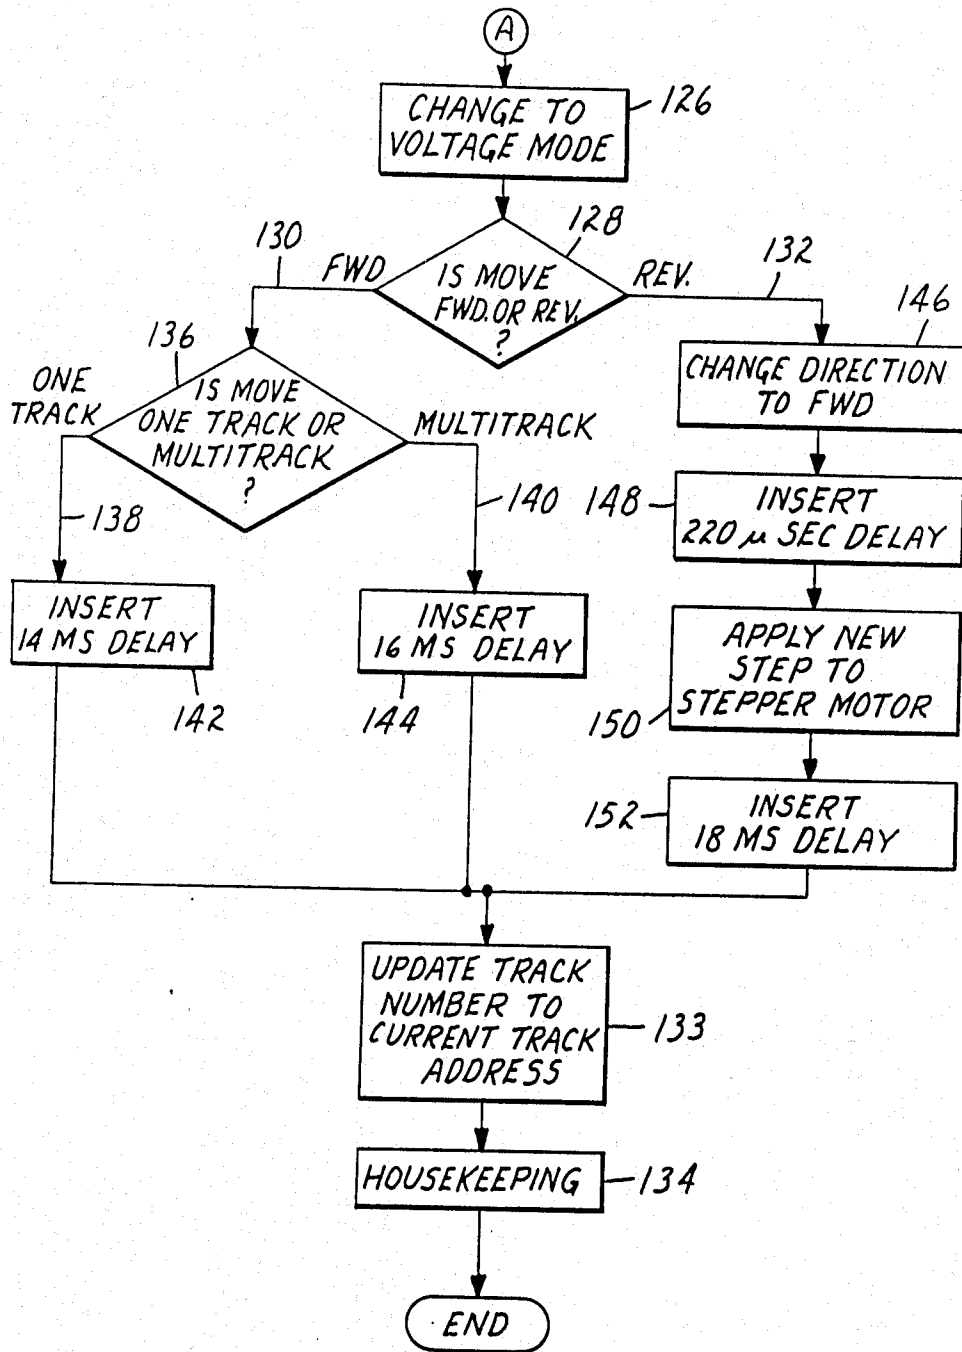 A
CHANGE TO
VOLTAGE MODE
126
128
130
FWD
IS MOVE
FWD. OR REV.
?
REV.
132
146
136
ONE
TRACK
IS MOVE
ONE TRACK OR
MULTITRACK
?
MULTITRACK
CHANGE DIRECTION
TO FWD
138
140
148
INSERT
220 µ SEC DELAY
INSERT
14 MS DELAY
142
INSERT
16 MS DELAY
144
APPLY NEW
STEP TO
STEPPER MOTOR
150
152
INSERT
18 MS DELAY
UPDATE TRACK
NUMBER TO
CURRENT TRACK
ADDRESS
133
HOUSEKEEPING
134
END